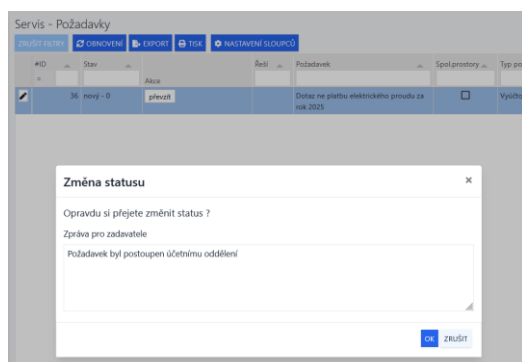 Servis - Požadavky
ZRUŠIT FILTRY OBNOVENÍ EXPORT TISK NASTAVENÍ SLOUPCŮ
#ID Stav Akce Řeší Požadavek Spol.prostory Typ po
36 nový - 0 převzít Dotaz ne platbu elektrického proudu za Vyúčto
rok 2025
Změna statusu ×
Opravdu si přejete změnit status ?
Zpráva pro zadavatele
Požadavek byl postoupen účetnímu oddělení
OK ZRUŠIT